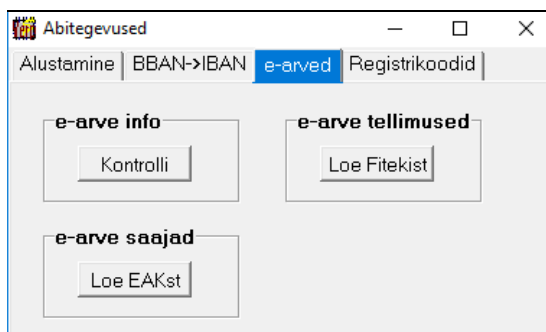 Abitegevused
Alustamine BBAN->IBAN e-arved Registrikoodid
e-arve info
Kontrolli
e-arve tellimused
Loe Fitekist
e-arve saajad
Loe EAKst